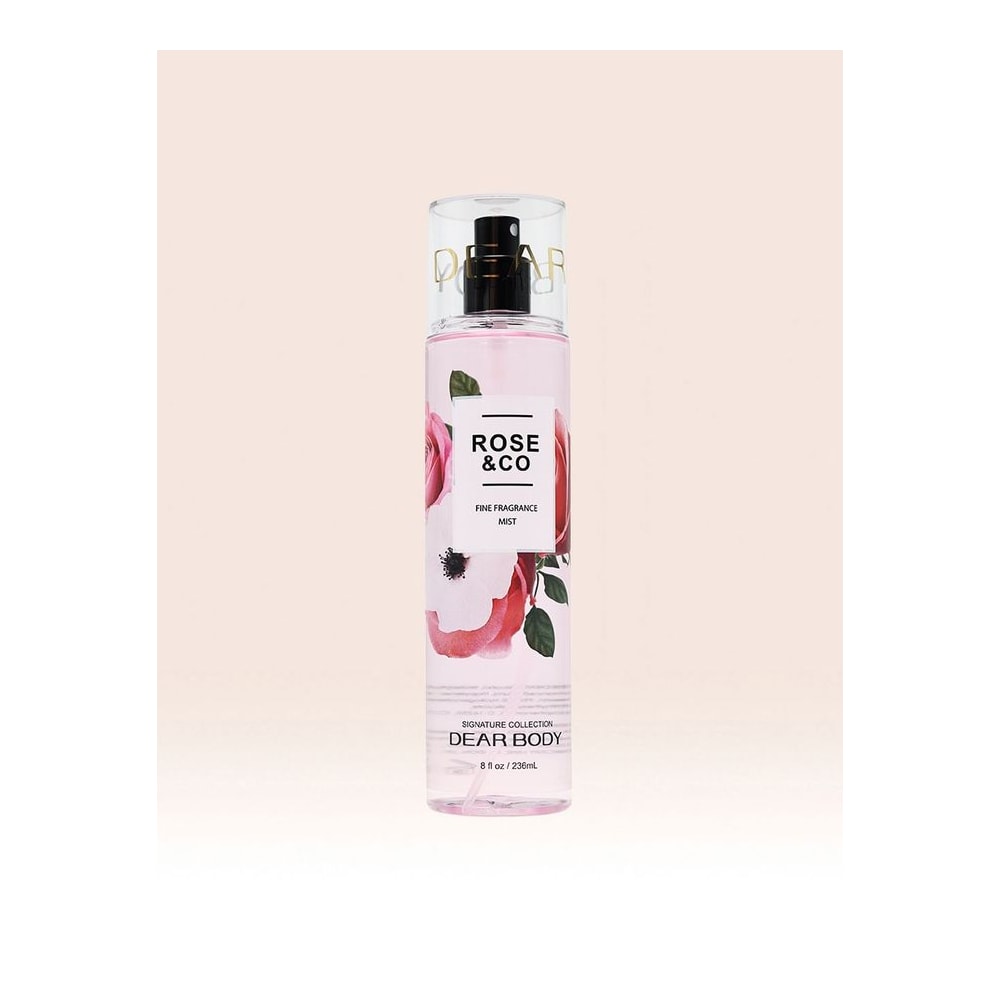 DEAR
ROSE
&CO
FINE FRAGRANCE
MIST
SIGNATURE COLLECTION
DEAR BODY
8 fl oz / 236mL